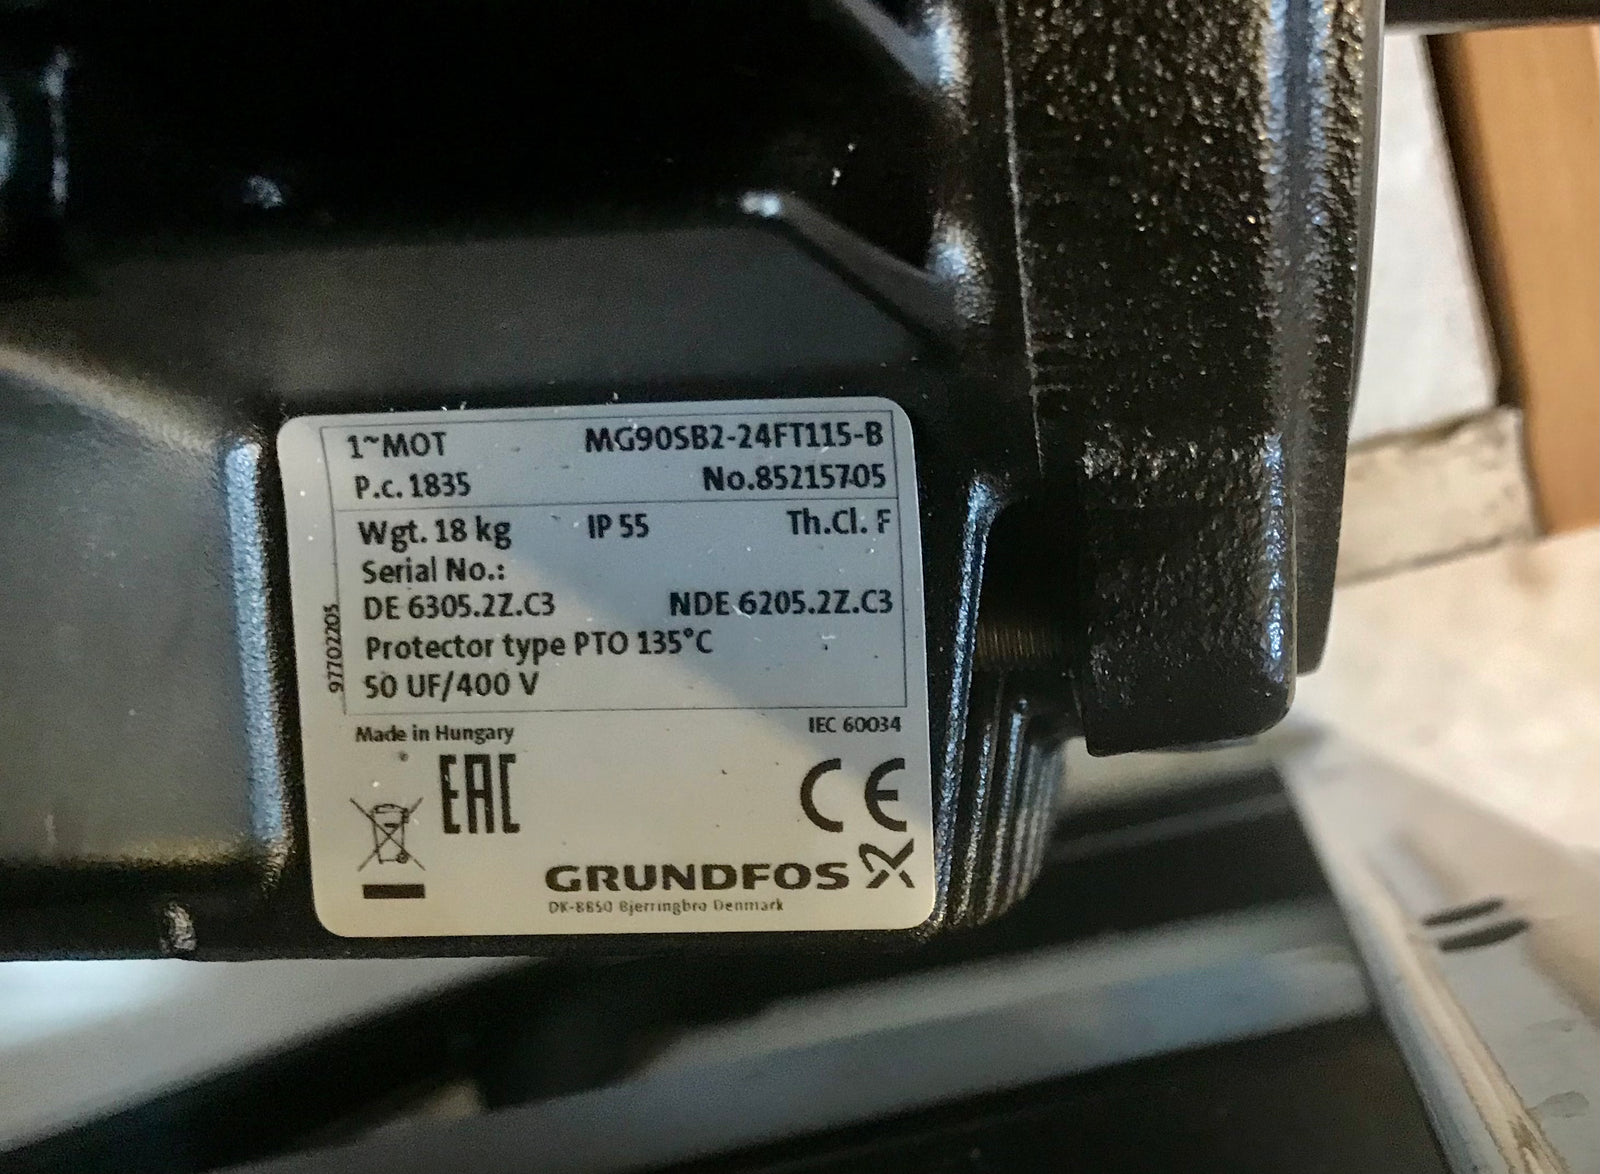 1~MOT MG90SB2-24FT115-B
P.c. 1835 No.85215705
Wgt. 18 kg IP 55 Th.Cl. F
Serial No.:
DE 6305.2Z.C3 NDE 6205.2Z.C3
Protector type PTO 135°C
50 UF/400 V
97702205
Made in Hungary IEC 60034
EAC CE
GRUNDFOS
DK-8850 Bjerringbro Denmark